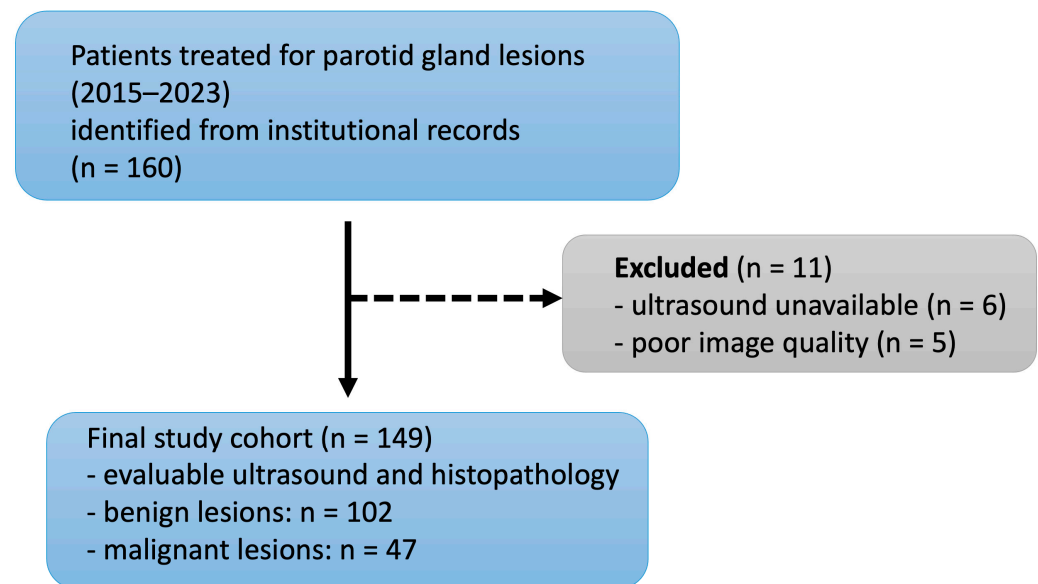 Patients treated for parotid gland lesions
(2015–2023)
identified from institutional records
(n = 160)
Excluded (n = 11)
- ultrasound unavailable (n = 6)
- poor image quality (n = 5)
Final study cohort (n = 149)
- evaluable ultrasound and histopathology
- benign lesions: n = 102
- malignant lesions: n = 47